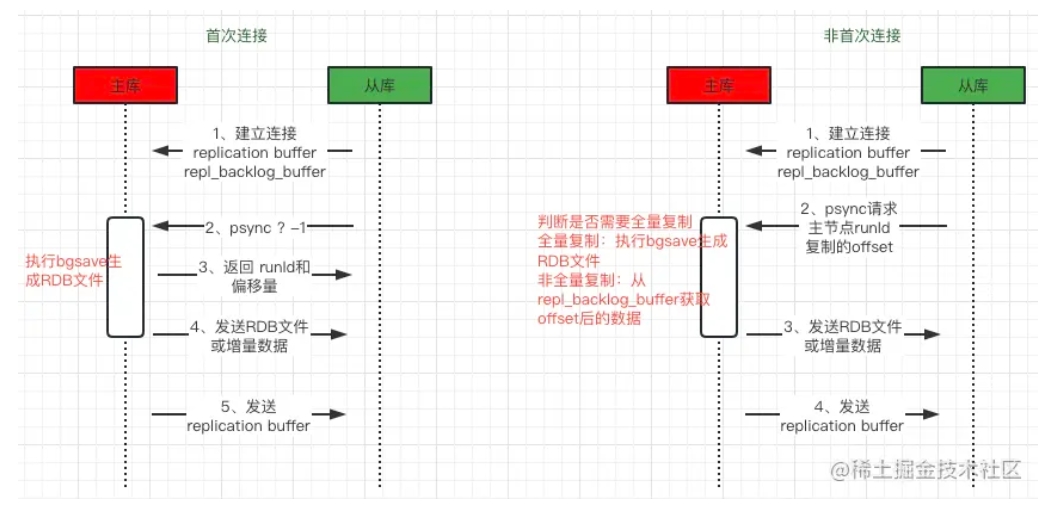 首次连接
主库
从库
1、建立连接
replication buffer
repl_backlog_buffer
2、psync ? -1
执行bgsave生
成RDB文件
3、返回 runId和
偏移量
4、发送RDB文件
或增量数据
5、发送
replication buffer
非首次连接
主库
从库
1、建立连接
replication buffer
repl_backlog_buffer
2、psync请求
主节点runId
复制的offset
判断是否需要全量复制
全量复制：执行bgsave生成
RDB文件
非全量复制：从
repl_backlog_buffer获取
offset后的数据
3、发送RDB文件
或增量数据
4、发送
replication buffer
@稀土掘金技术社区